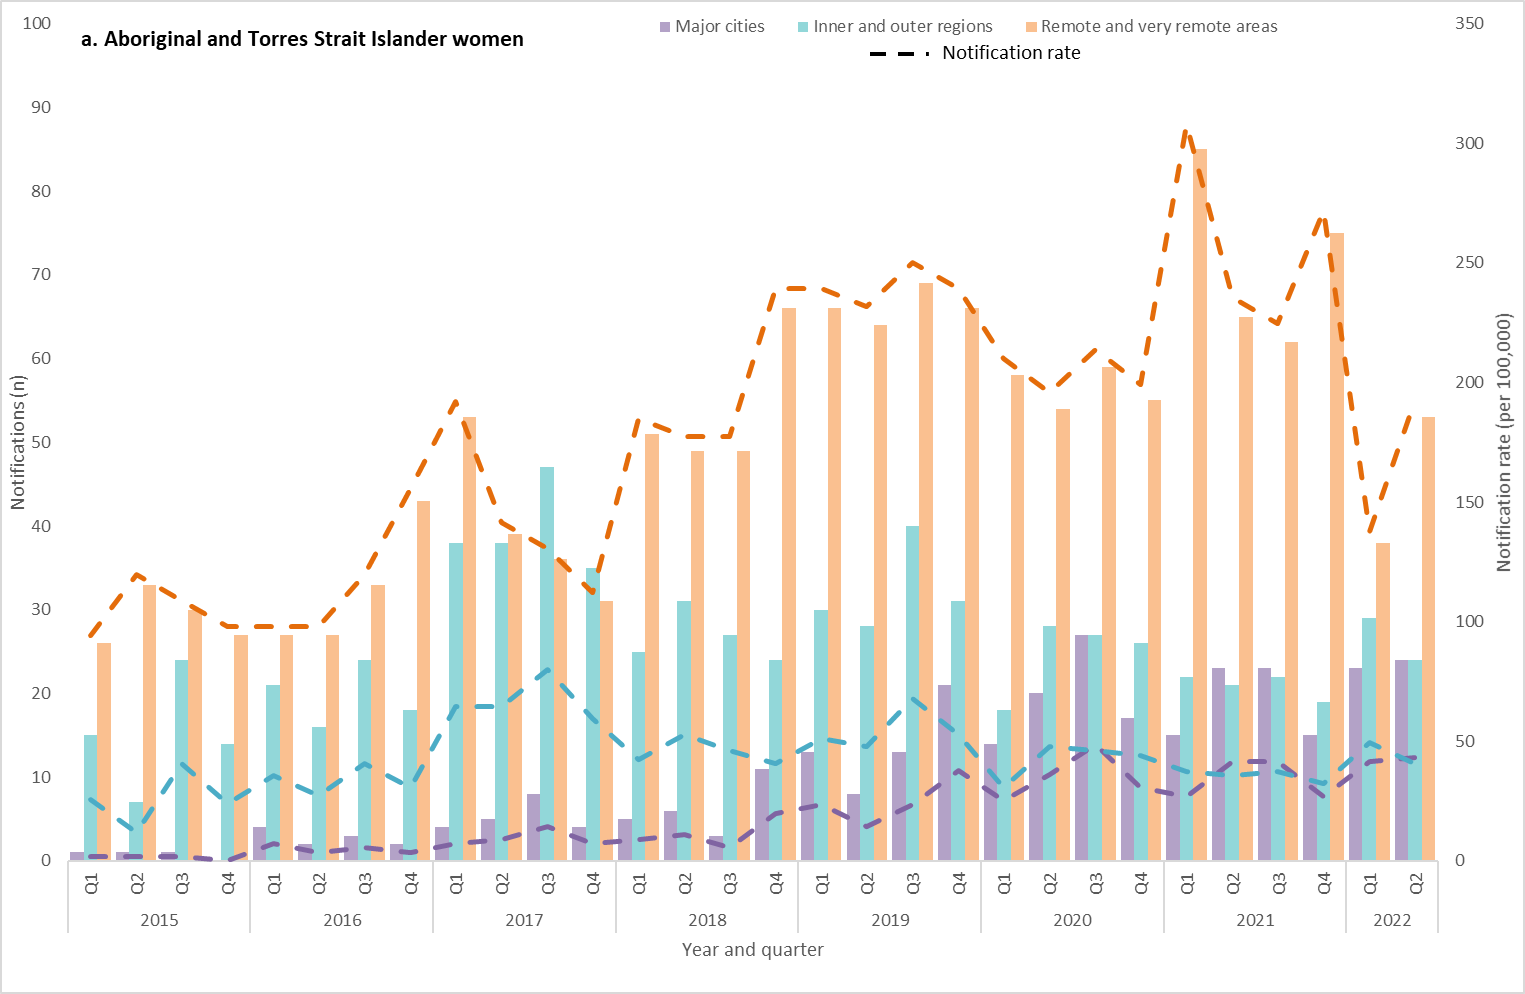 a. Aboriginal and Torres Strait Islander women
Major cities Inner and outer regions Remote and very remote areas
Notification rate
Notifications (n)
100
90
80
70
60
50
40
30
20
10
0
Notification rate (per 100,000)
350
300
250
200
150
100
50
0
Q1 Q2 Q3 Q4 Q1 Q2 Q3 Q4 Q1 Q2 Q3 Q4 Q1 Q2 Q3 Q4 Q1 Q2 Q3 Q4 Q1 Q2 Q3 Q4 Q1 Q2 Q3 Q4 Q1 Q2
2015 2016 2017 2018 2019 2020 2021 2022
Year and quarter